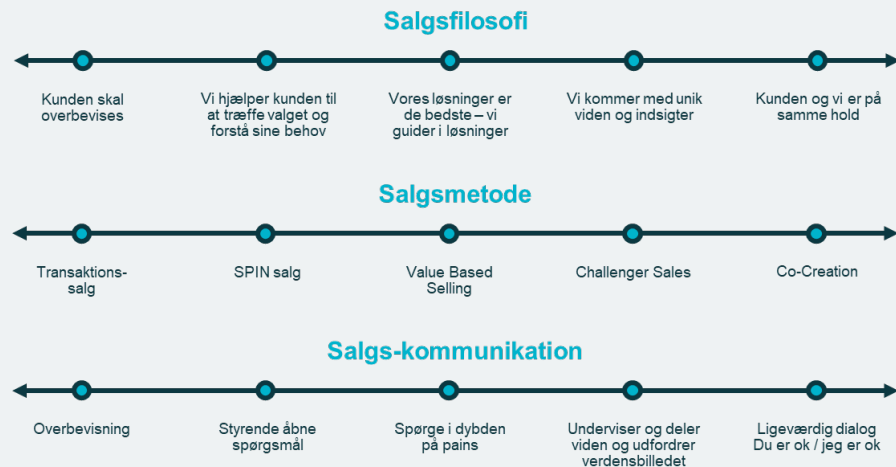 Salgsfilosofi
Kunden skal
overbevises
Vi hjælper kunden til
at træffe valget og
forstå sine behov
Vores løsninger er
de bedste – vi
guider i løsninger
Vi kommer med unik
viden og indsigter
Kunden og vi er på
samme hold
Salgsmetode
Transaktions-
salg
SPIN salg
Value Based
Selling
Challenger Sales
Co-Creation
Salgs-kommunikation
Overbevisning
Styrende åbne
spørgsmål
Spørge i dybden
på pains
Underviser og deler
viden og udfordrer
verdensbilledet
Ligeværdig dialog
Du er ok / jeg er ok